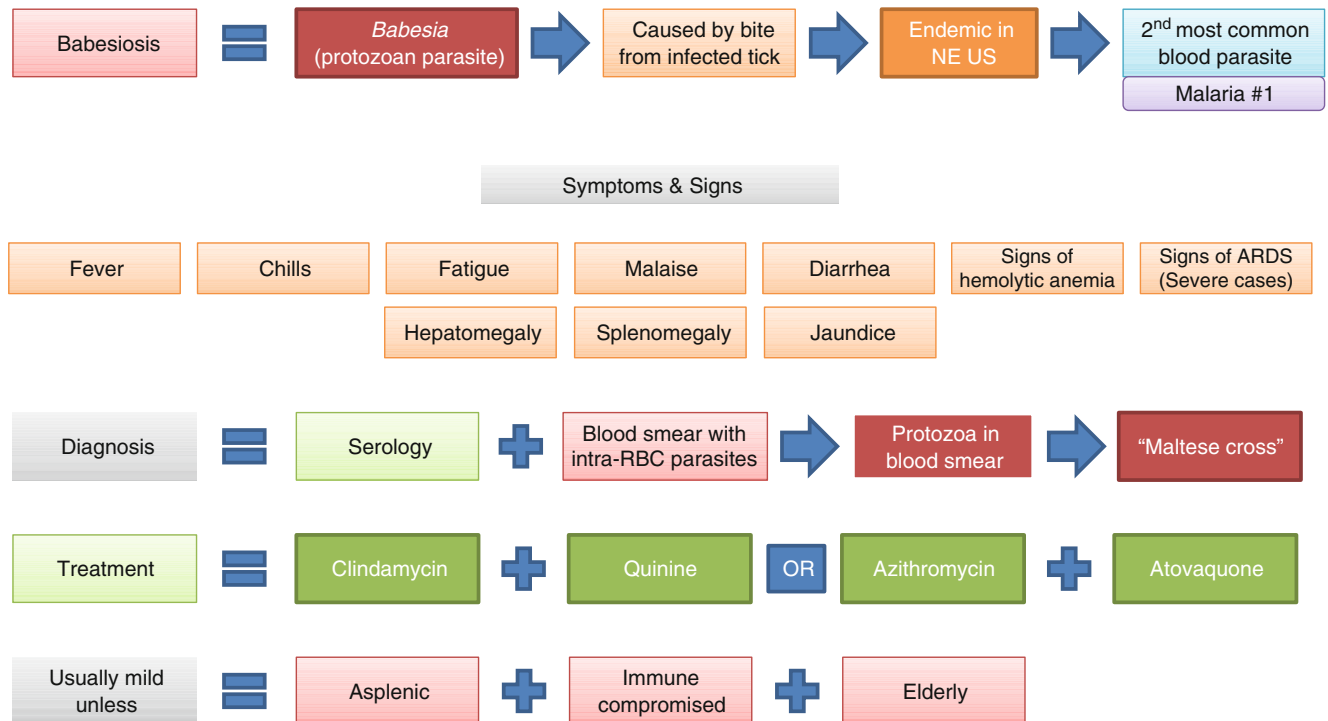 Babesiosis
Babesia
(protozoan parasite)
Caused by bite
from infected tick
Endemic in
NE US
2nd most common
blood parasite
Malaria #1
Symptoms & Signs
Fever
Chills
Fatigue
Malaise
Diarrhea
Signs of
hemolytic anemia
Signs of ARDS
(Severe cases)
Hepatomegaly
Splenomegaly
Jaundice
Diagnosis
Serology
Blood smear with
intra-RBC parasites
Protozoa in
blood smear
“Maltese cross”
Treatment
Clindamycin
Quinine
OR
Azithromycin
Atovaquone
Usually mild
unless
Asplenic
Immune
compromised
Elderly